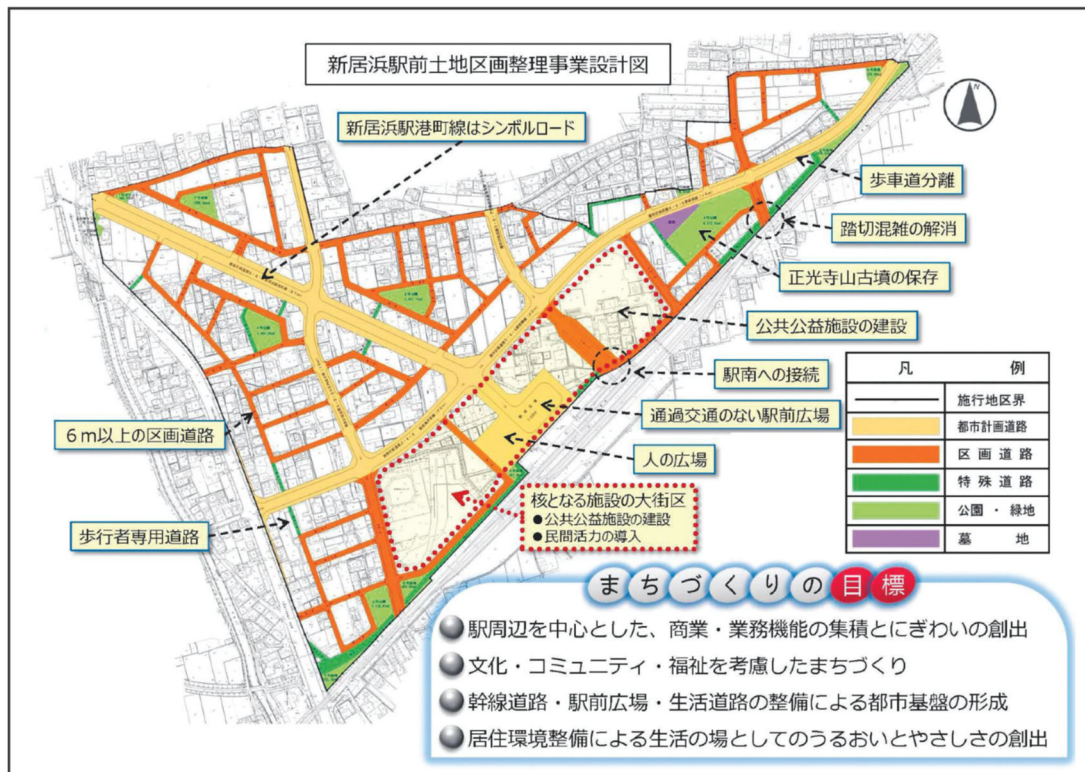 新居浜駅前土地区画整理事業設計図
新居浜駅港町線はシンボルロード
歩車道分離
踏切混雑の解消
正光寺山古墳の保存
公共公益施設の建設
駅南への接続
通過交通のない駅前広場
人の広場
6m以上の区画道路
歩行者専用道路
核となる施設の大街区
●公共公益施設の建設
●民間活力の導入
凡 例
施行地区界
都市計画道路
区画道路
特殊道路
公園・緑地
墓地
まちづくりの目標
駅周辺を中心とした、商業・業務機能の集積とにぎわいの創出
文化・コミュニティ・福祉を考慮したまちづくり
幹線道路・駅前広場・生活道路の整備による都市基盤の形成
居住環境整備による生活の場としてのうるおいとやさしさの創出